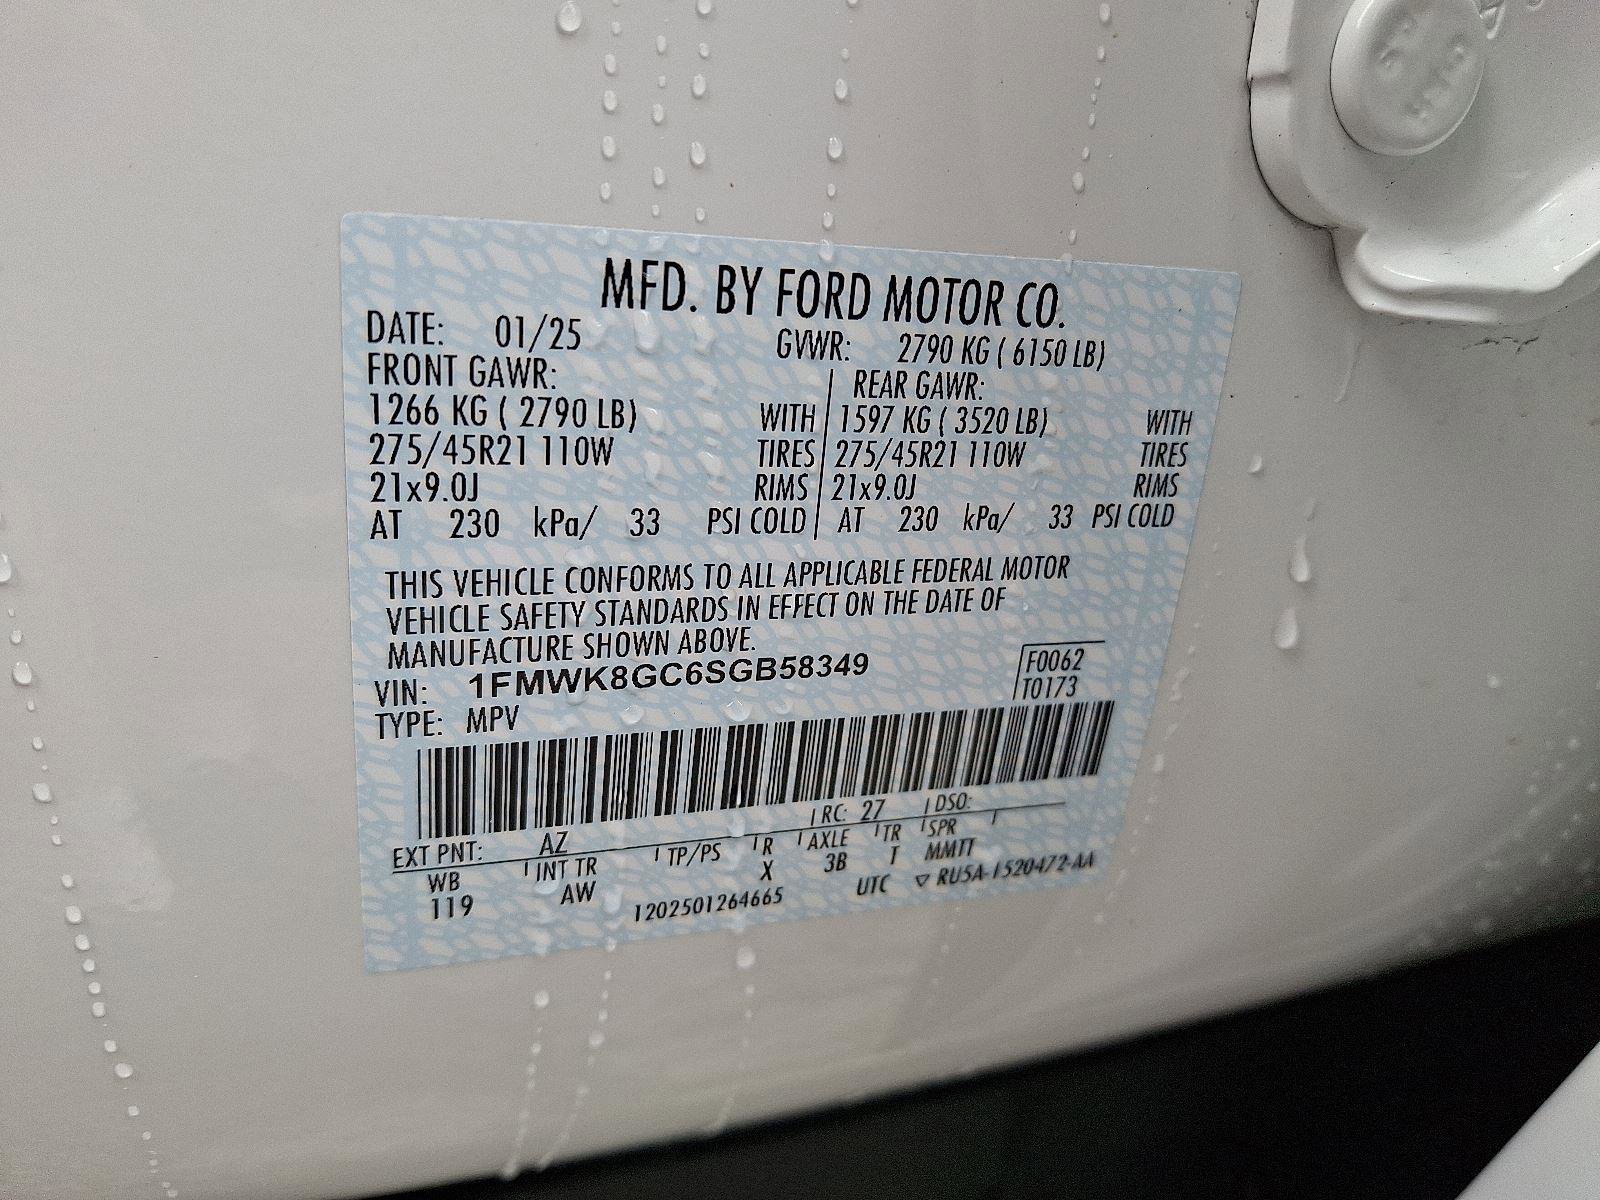 MFD. BY FORD MOTOR CO.
DATE: 01/25 GVWR: 2790 KG ( 6150 LB)
FRONT GAWR: REAR GAWR:
1266 KG ( 2790 LB) WITH 1597 KG ( 3520 LB) WITH
275/45R21 110W TIRES 275/45R21 110W TIRES
21x9.0J RIMS 21x9.0J RIMS
AT 230 kPa/ 33 PSI COLD AT 230 kPa/ 33 PSI COLD
THIS VEHICLE CONFORMS TO ALL APPLICABLE FEDERAL MOTOR
VEHICLE SAFETY STANDARDS IN EFFECT ON THE DATE OF
MANUFACTURE SHOWN ABOVE.
VIN: 1FMWK8GC6SGB58349 F0062
TYPE: MPV T0173
EXT PNT: AZ RC: 27 DSO:
WB INT TR TP/PS R AXLE TR SPR
119 AW X 3B T MMTT
1202501264665 UTC ▽ RU5A-1520472-AA